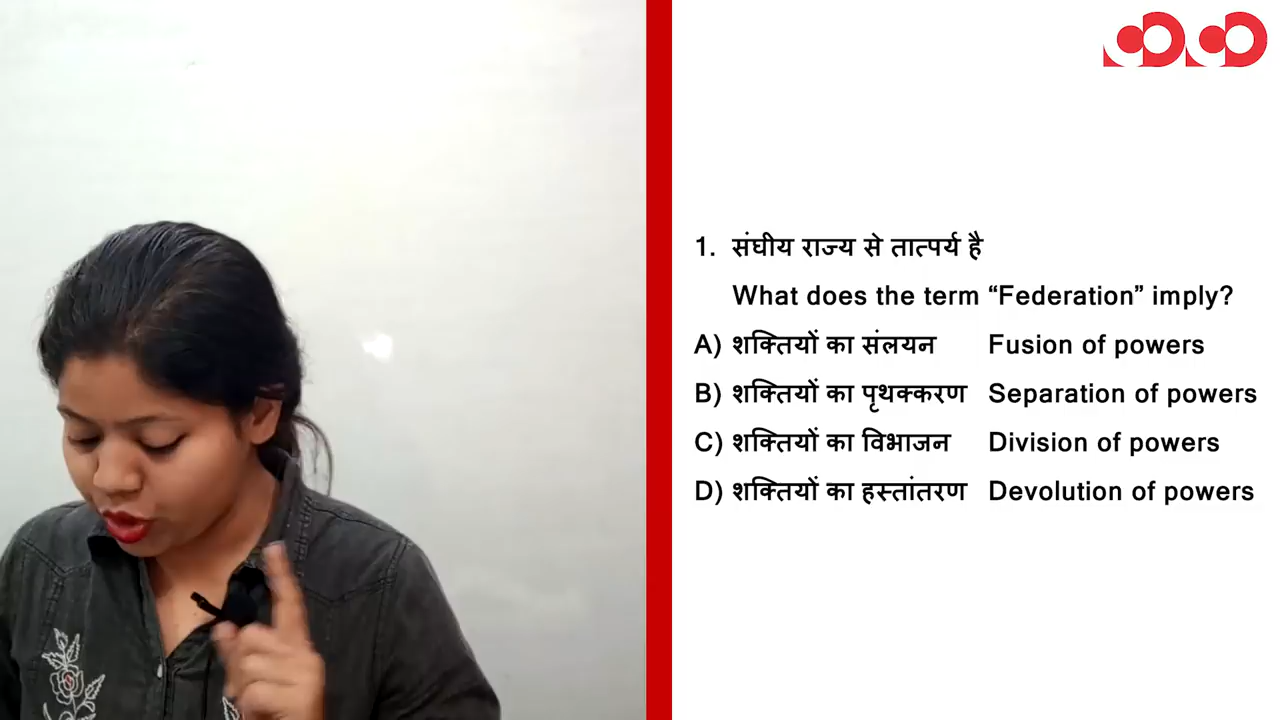 1. संघीय राज्य से तात्पर्य है
What does the term “Federation” imply?
A) शक्तियों का संलयन Fusion of powers
B) शक्तियों का पृथक्करण Separation of powers
C) शक्तियों का विभाजन Division of powers
D) शक्तियों का हस्तांतरण Devolution of powers